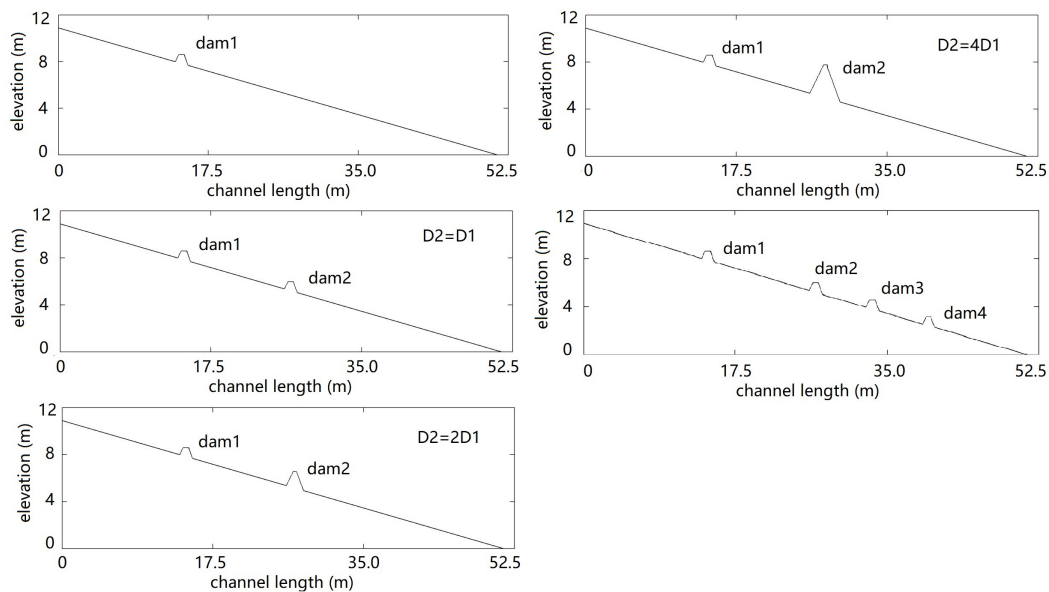 12
8
4
0
elevation (m)
dam1
0 17.5 35.0 52.5
channel length (m)
12
8
4
0
elevation (m)
dam1
dam2
D2=4D1
0 17.5 35.0 52.5
channel length (m)
12
8
4
0
elevation (m)
dam1
dam2
D2=D1
0 17.5 35.0 52.5
channel length (m)
12
8
4
0
elevation (m)
dam1
dam2
dam3
dam4
0 17.5 35.0 52.5
channel length (m)
12
8
4
0
elevation (m)
dam1
dam2
D2=2D1
0 17.5 35.0 52.5
channel length (m)